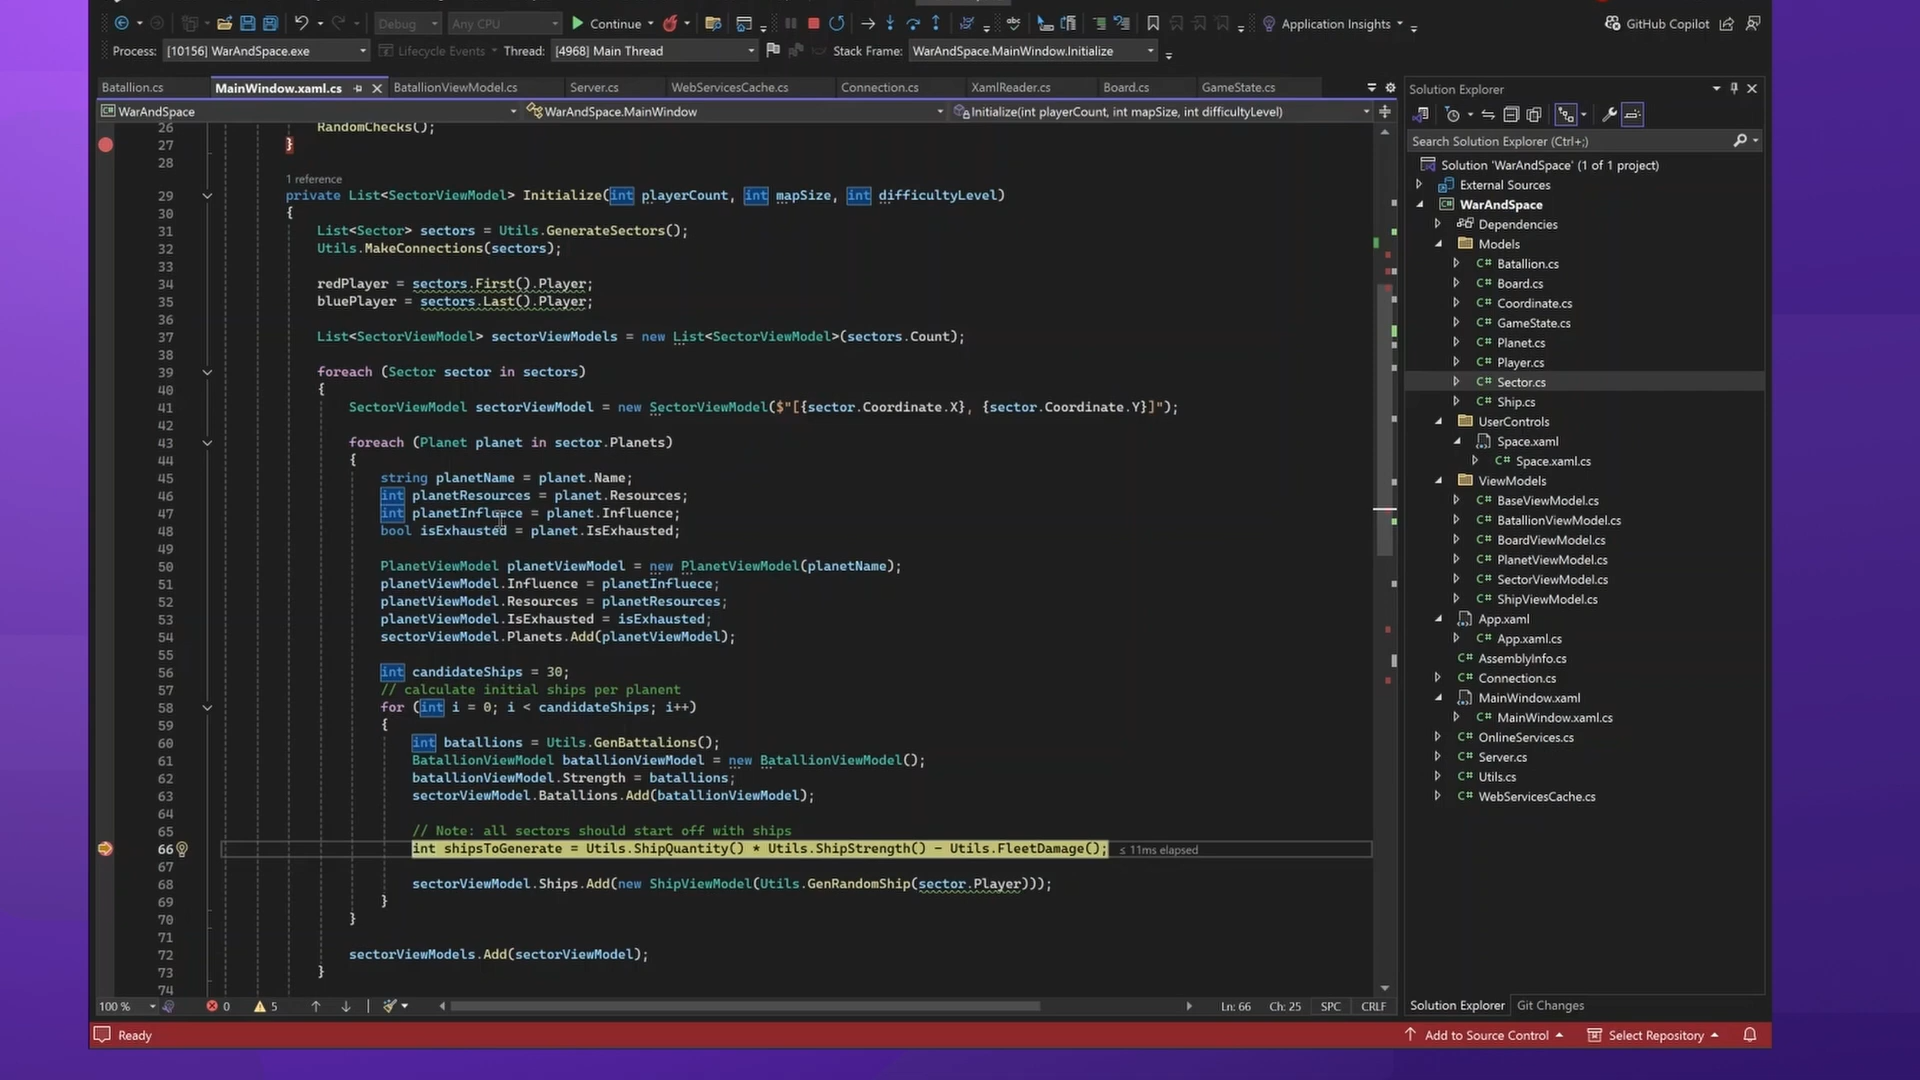 Debug Any CPU Continue Application Insights GitHub Copilot
Process: [10156] WarAndSpace.exe Lifecycle Events Thread: [4968] Main Thread Stack Frame: WarAndSpace.MainWindow.Initialize
Batallion.cs MainWindow.xaml.cs BatallionViewModel.cs Server.cs WebServicesCache.cs Connection.cs XamlReader.cs Board.cs GameState.cs
WarAndSpace WarAndSpace.MainWindow Initialize(int playerCount, int mapSize, int difficultyLevel)
26 RandomChecks();
27 }
28
1 reference
29 private List<SectorViewModel> Initialize(int playerCount, int mapSize, int difficultyLevel)
30 {
31 List<Sector> sectors = Utils.GenerateSectors();
32 Utils.MakeConnections(sectors);
33
34 redPlayer = sectors.First().Player;
35 bluePlayer = sectors.Last().Player;
36
37 List<SectorViewModel> sectorViewModels = new List<SectorViewModel>(sectors.Count);
38
39 foreach (Sector sector in sectors)
40 {
41 SectorViewModel sectorViewModel = new SectorViewModel($"[{sector.Coordinate.X}, {sector.Coordinate.Y}]");
42
43 foreach (Planet planet in sector.Planets)
44 {
45 string planetName = planet.Name;
46 int planetResources = planet.Resources;
47 int planetInfluece = planet.Influence;
48 bool isExhausted = planet.IsExhausted;
49
50 PlanetViewModel planetViewModel = new PlanetViewModel(planetName);
51 planetViewModel.Influence = planetInfluece;
52 planetViewModel.Resources = planetResources;
53 planetViewModel.IsExhausted = isExhausted;
54 sectorViewModel.Planets.Add(planetViewModel);
55
56 int candidateShips = 30;
57 // calculate initial ships per planent
58 for (int i = 0; i < candidateShips; i++)
59 {
60 int batallions = Utils.GenBattalions();
61 BatallionViewModel batallionViewModel = new BatallionViewModel();
62 batallionViewModel.Strength = batallions;
63 sectorViewModel.Batallions.Add(batallionViewModel);
64
65 // Note: all sectors should start off with ships
66 int shipsToGenerate = Utils.ShipQuantity() * Utils.ShipStrength() - Utils.FleetDamage(); ≤ 11ms elapsed
67
68 sectorViewModel.Ships.Add(new ShipViewModel(Utils.GenRandomShip(sector.Player)));
69 }
70 }
71
72 sectorViewModels.Add(sectorViewModel);
73 }
74
100 % 0 5 Ln: 66 Ch: 25 SPC CRLF
Solution Explorer
Search Solution Explorer (Ctrl+;)
Solution 'WarAndSpace' (1 of 1 project)
External Sources
WarAndSpace
Dependencies
Models
C# Batallion.cs
C# Board.cs
C# Coordinate.cs
C# GameState.cs
C# Planet.cs
C# Player.cs
C# Sector.cs
C# Ship.cs
UserControls
Space.xaml
C# Space.xaml.cs
ViewModels
C# BaseViewModel.cs
C# BatallionViewModel.cs
C# BoardViewModel.cs
C# PlanetViewModel.cs
C# SectorViewModel.cs
C# ShipViewModel.cs
App.xaml
C# App.xaml.cs
C# AssemblyInfo.cs
C# Connection.cs
MainWindow.xaml
C# MainWindow.xaml.cs
C# OnlineServices.cs
C# Server.cs
C# Utils.cs
C# WebServicesCache.cs
Solution Explorer Git Changes
Ready Add to Source Control Select Repository